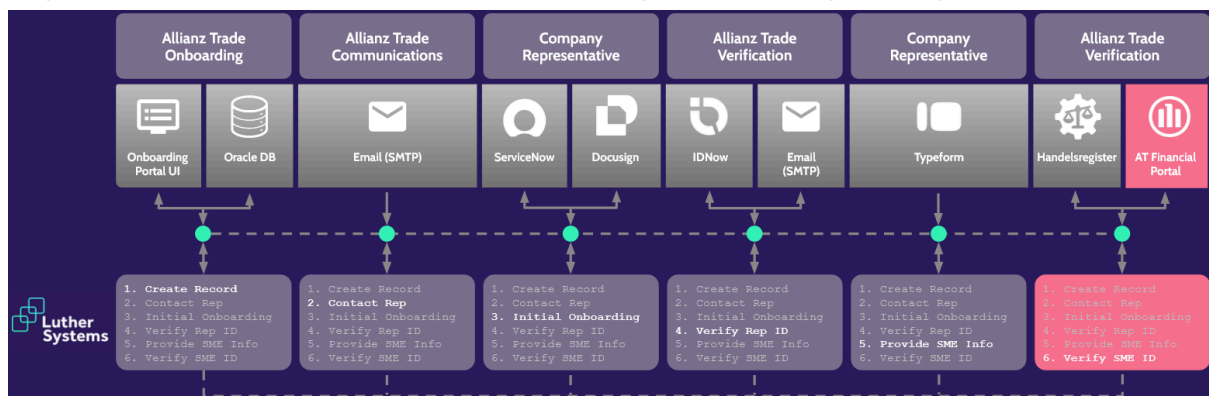 Allianz Trade
Onboarding
Allianz Trade
Communications
Company
Representative
Allianz Trade
Verification
Company
Representative
Allianz Trade
Verification
Onboarding
Portal UI
Oracle DB
Email (SMTP)
ServiceNow
Docusign
IDNow
Email
(SMTP)
Typeform
Handelsregister
AT Financial
Portal
Luther
Systems
1. Create Record
2. Contact Rep
3. Initial Onboarding
4. Verify Rep ID
5. Provide SME Info
6. Verify SME ID
1. Create Record
2. Contact Rep
3. Initial Onboarding
4. Verify Rep ID
5. Provide SME Info
6. Verify SME ID
1. Create Record
2. Contact Rep
3. Initial Onboarding
4. Verify Rep ID
5. Provide SME Info
6. Verify SME ID
1. Create Record
2. Contact Rep
3. Initial Onboarding
4. Verify Rep ID
5. Provide SME Info
6. Verify SME ID
1. Create Record
2. Contact Rep
3. Initial Onboarding
4. Verify Rep ID
5. Provide SME Info
6. Verify SME ID
1. Create Record
2. Contact Rep
3. Initial Onboarding
4. Verify Rep ID
5. Provide SME Info
6. Verify SME ID